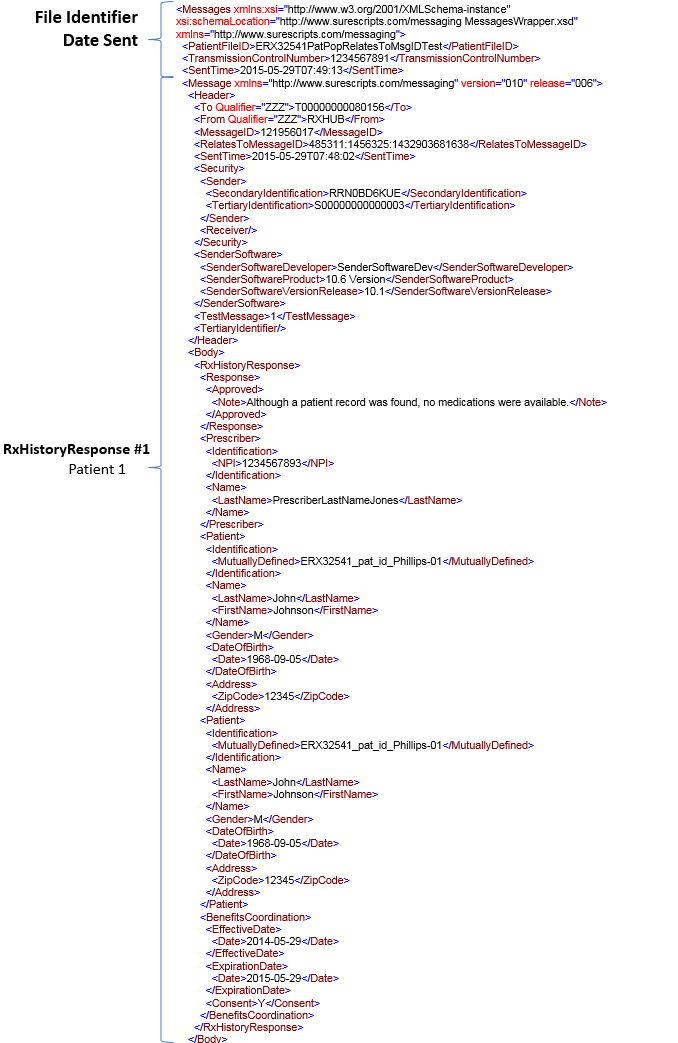 File Identifier
Date Sent
<Messages xmlns:xsi="http://www.w3.org/2001/XMLSchema-instance"
xsi:schemaLocation="http://www.surescripts.com/messaging MessagesWrapper.xsd"
xmlns="http://www.surescripts.com/messaging">
<PatientFileID>ERX32541PatPopRelatesToMsgIDTest</PatientFileID>
<TransmissionControlNumber>1234567891</TransmissionControlNumber>
<SentTime>2015-05-29T07:49:13</SentTime>
RxHistoryResponse #1
Patient 1
<Message xmlns="http://www.surescripts.com/messaging" version="010" release="006">
<Header>
<To Qualifier="ZZZ">T00000000080156</To>
<From Qualifier="ZZZ">RXHUB</From>
<MessageID>121956017</MessageID>
<RelatesToMessageID>485311:1456325:1432903681638</RelatesToMessageID>
<SentTime>2015-05-29T07:48:02</SentTime>
<Security>
<Sender>
<SecondaryIdentification>RRN0BD6KUE</SecondaryIdentification>
<TertiaryIdentification>S00000000000003</TertiaryIdentification>
</Sender>
<Receiver/>
</Security>
<SenderSoftware>
<SenderSoftwareDeveloper>SenderSoftwareDev</SenderSoftwareDeveloper>
<SenderSoftwareProduct>10.6 Version</SenderSoftwareProduct>
<SenderSoftwareVersionRelease>10.1</SenderSoftwareVersionRelease>
</SenderSoftware>
<TestMessage>1</TestMessage>
<TertiaryIdentifier/>
</Header>
<Body>
<RxHistoryResponse>
<Response>
<Approved>
<Note>Although a patient record was found, no medications were available.</Note>
</Approved>
</Response>
<Prescriber>
<Identification>
<NPI>1234567893</NPI>
</Identification>
<Name>
<LastName>PrescriberLastNameJones</LastName>
</Name>
</Prescriber>
<Patient>
<Identification>
<MutuallyDefined>ERX32541_pat_id_Phillips-01</MutuallyDefined>
</Identification>
<Name>
<LastName>John</LastName>
<FirstName>Johnson</FirstName>
</Name>
<Gender>M</Gender>
<DateOfBirth>
<Date>1968-09-05</Date>
</DateOfBirth>
<Address>
<ZipCode>12345</ZipCode>
</Address>
<Patient>
<Identification>
<MutuallyDefined>ERX32541_pat_id_Phillips-01</MutuallyDefined>
</Identification>
<Name>
<LastName>John</LastName>
<FirstName>Johnson</FirstName>
</Name>
<Gender>M</Gender>
<DateOfBirth>
<Date>1968-09-05</Date>
</DateOfBirth>
<Address>
<ZipCode>12345</ZipCode>
</Address>
</Patient>
<BenefitsCoordination>
<EffectiveDate>
<Date>2014-05-29</Date>
</EffectiveDate>
<ExpirationDate>
<Date>2015-05-29</Date>
</ExpirationDate>
<Consent>Y</Consent>
</BenefitsCoordination>
</RxHistoryResponse>
</Body>